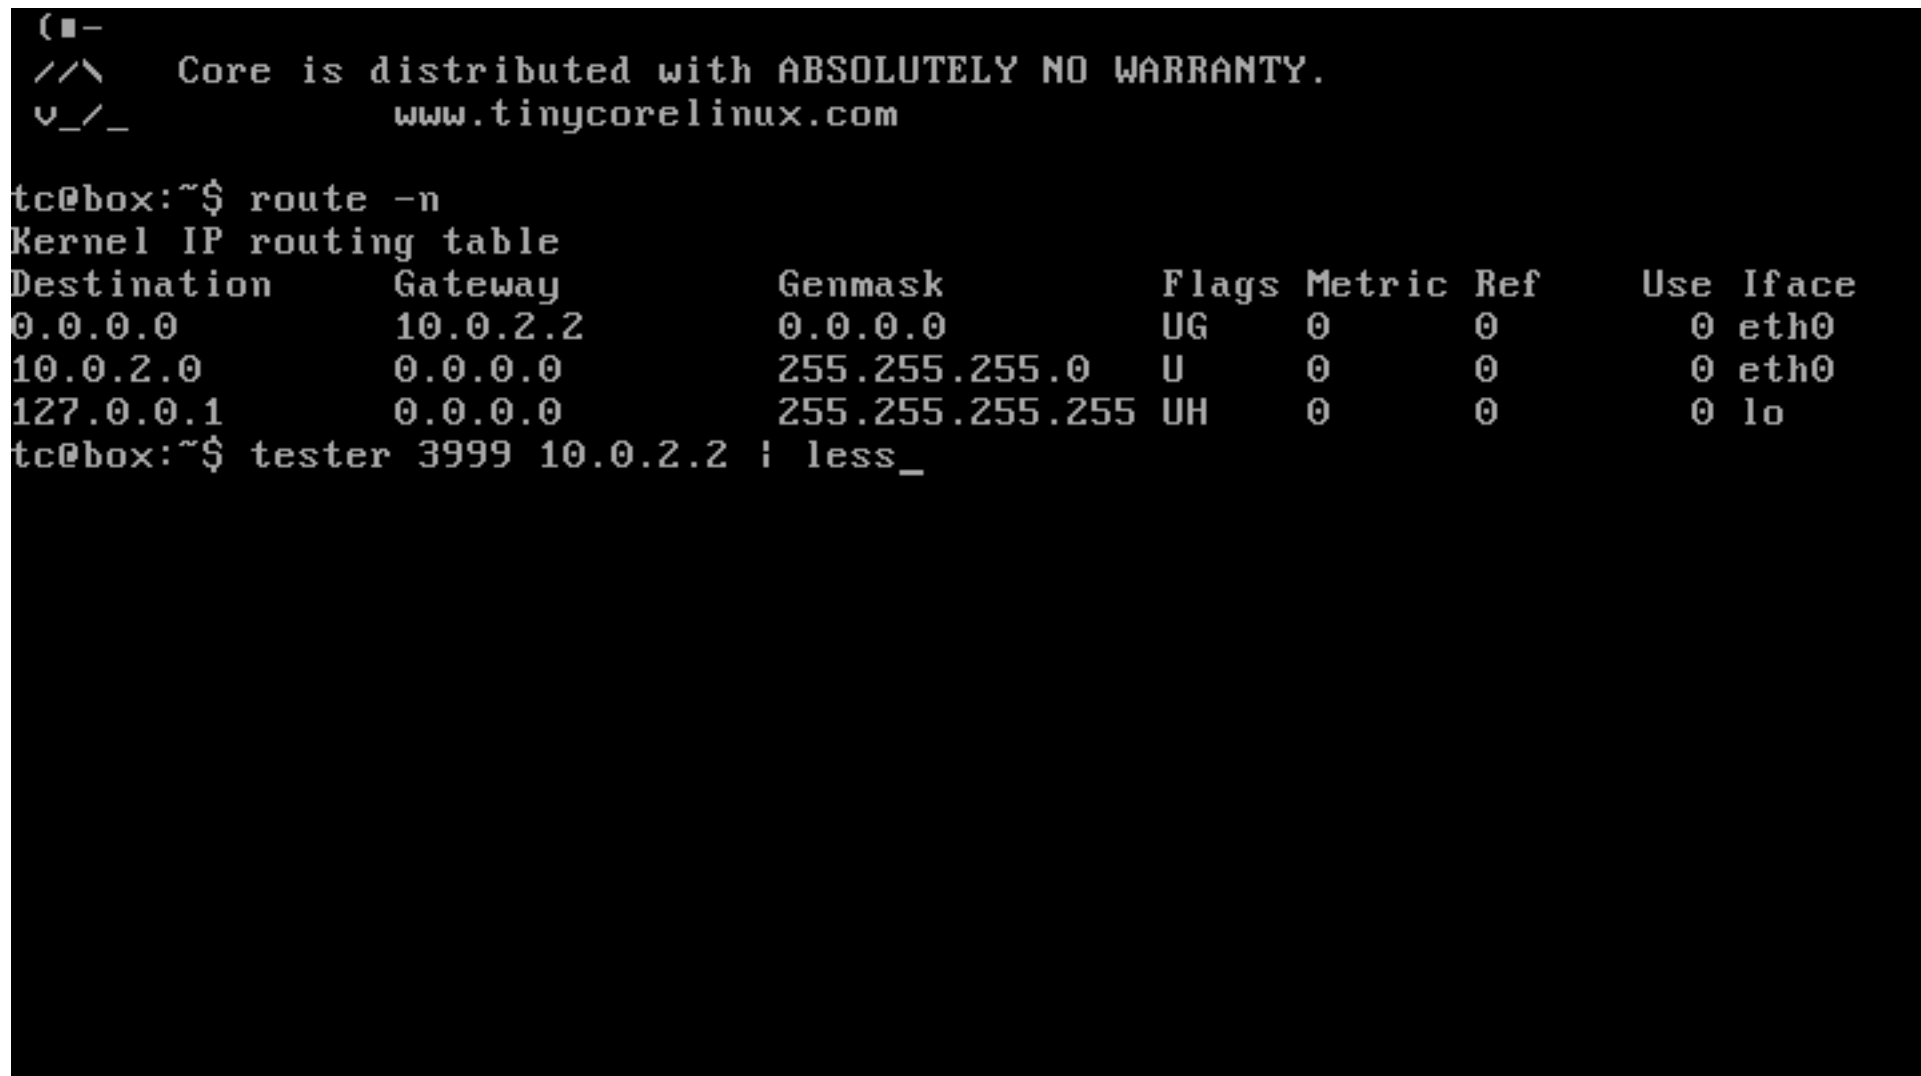 (▮-
//\   Core is distributed with ABSOLUTELY NO WARRANTY.
v_/_           www.tinycorelinux.com
tc@box:~$ route -n
Kernel IP routing table
Destination     Gateway         Genmask         Flags Metric Ref    Use Iface
0.0.0.0         10.0.2.2        0.0.0.0         UG    0      0        0 eth0
10.0.2.0        0.0.0.0         255.255.255.0   U     0      0        0 eth0
127.0.0.1       0.0.0.0         255.255.255.255 UH    0      0        0 lo
tc@box:~$ tester 3999 10.0.2.2 | less_